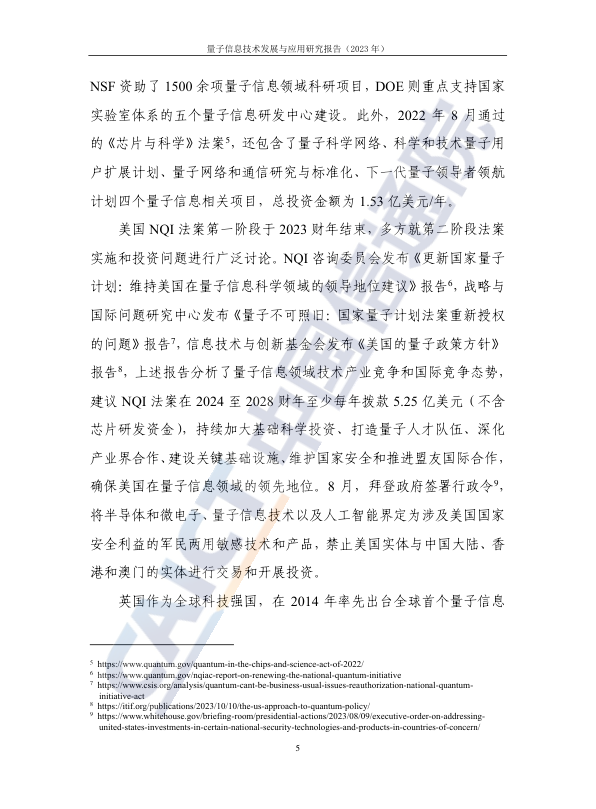 量子信息技术发展与应用研究报告（2023 年）
NSF 资助了 1500 余项量子信息领域科研项目，DOE 则重点支持国家
实验室体系的五个量子信息研发中心建设。此外，2022 年 8 月通过
的《芯片与科学》法案5，还包含了量子科学网络、科学和技术量子用
户扩展计划、量子网络和通信研究与标准化、下一代量子领导者领航
计划四个量子信息相关项目，总投资金额为 1.53 亿美元/年。
美国 NQI 法案第一阶段于 2023 财年结束，多方就第二阶段法案
实施和投资问题进行广泛讨论。NQI 咨询委员会发布《更新国家量子
计划：维持美国在量子信息科学领域的领导地位建议》报告6，战略与
国际问题研究中心发布《量子不可照旧：国家量子计划法案重新授权
的问题》报告7，信息技术与创新基金会发布《美国的量子政策方针》
报告8，上述报告分析了量子信息领域技术产业竞争和国际竞争态势，
建议 NQI 法案在 2024 至 2028 财年至少每年拨款 5.25 亿美元（不含
芯片研发资金），持续加大基础科学投资、打造量子人才队伍、深化
产业界合作、建设关键基础设施、维护国家安全和推进盟友国际合作，
确保美国在量子信息领域的领先地位。8 月，拜登政府签署行政令9，
将半导体和微电子、量子信息技术以及人工智能界定为涉及美国国家
安全利益的军民两用敏感技术和产品，禁止美国实体与中国大陆、香
港和澳门的实体进行交易和开展投资。
英国作为全球科技强国，在 2014 年率先出台全球首个量子信息
5 https://www.quantum.gov/quantum-in-the-chips-and-science-act-of-2022/
6 https://www.quantum.gov/nqiac-report-on-renewing-the-national-quantum-initiative
7 https://www.csis.org/analysis/quantum-cant-be-business-usual-issues-reauthorization-national-quantum-
initiative-act
8 https://itif.org/publications/2023/10/10/the-us-approach-to-quantum-policy/
9 https://www.whitehouse.gov/briefing-room/presidential-actions/2023/08/09/executive-order-on-addressing-
united-states-investments-in-certain-national-security-technologies-and-products-in-countries-of-concern/
5
CAICT 中国信通院